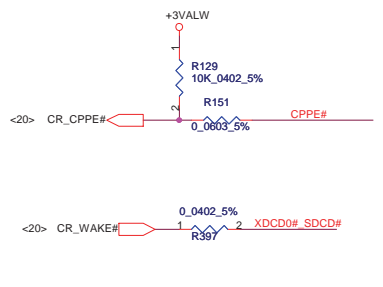 +3VALW
1
R129
10K_0402_5%
2
R151
<20> CR_CPPE#
CPPE#
0_0603_5%
0_0402_5%
<20> CR_WAKE#
1
2
XDCD0#_SDCD#
R397